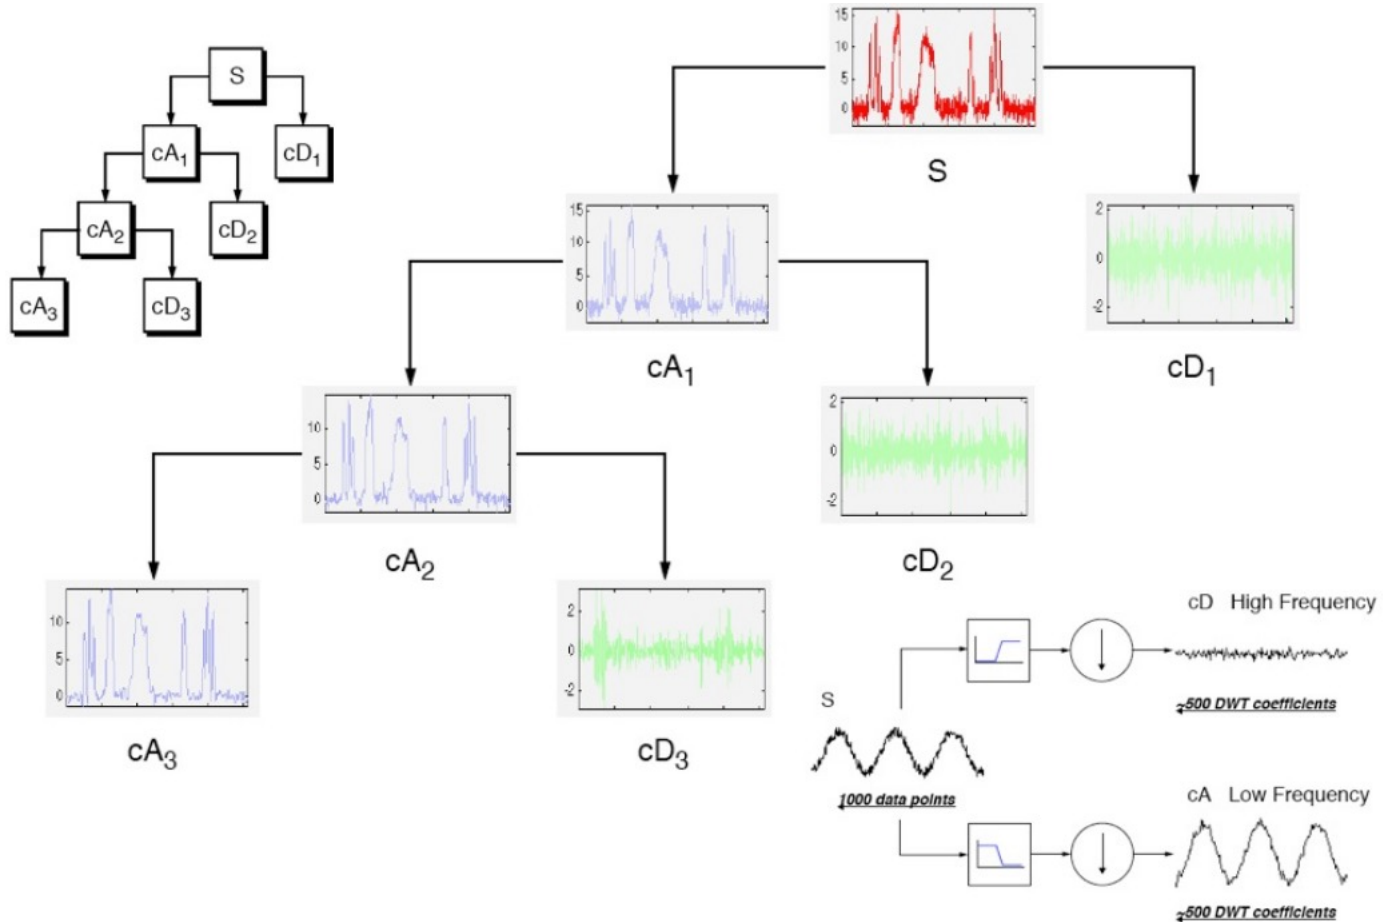 S
cA1
cD1
cA2
cD2
cA3
cD3
15
10
5
0
S
15
10
5
0
cA1
2
0
-2
cD1
10
5
0
cA2
2
0
-2
cD2
10
5
0
cA3
2
0
-2
cD3
cD High Frequency
~500 DWT coefficients
S
1000 data points
cA Low Frequency
~500 DWT coefficients